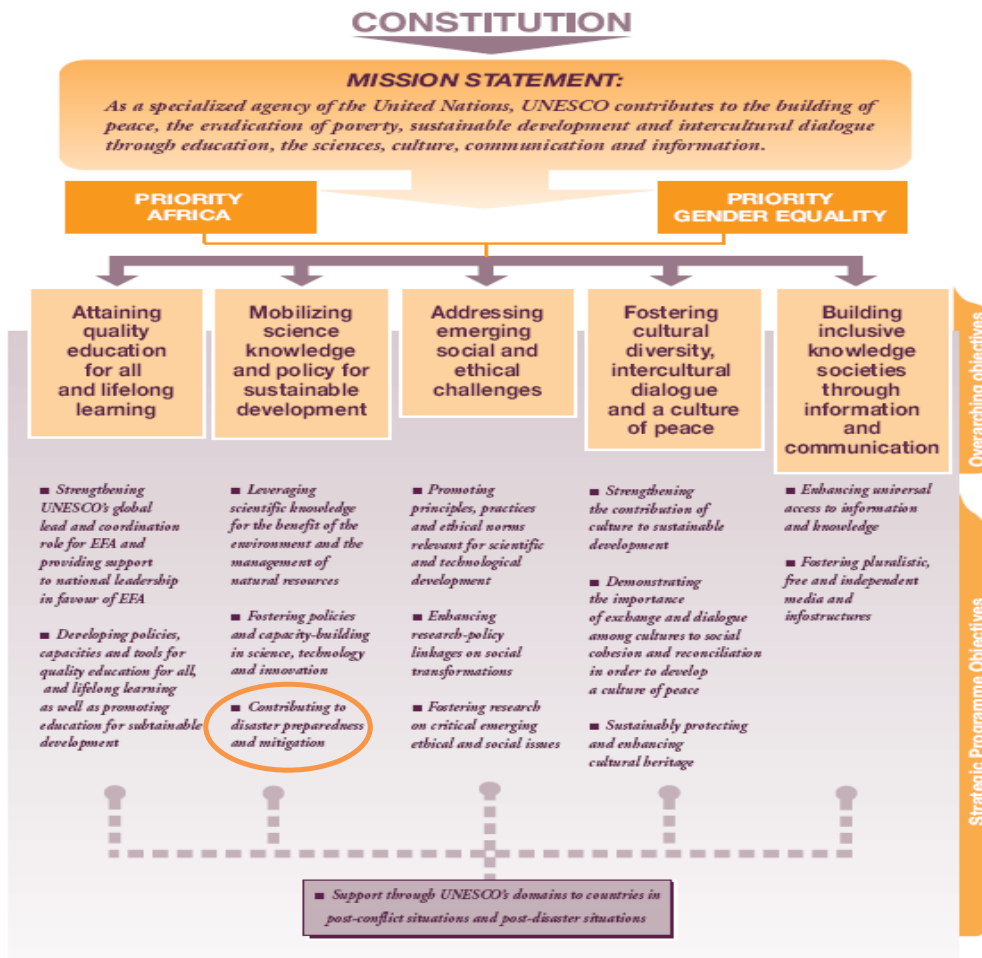 CONSTITUTION
MISSION STATEMENT:
As a specialized agency of the United Nations, UNESCO contributes to the building of
peace, the eradication of poverty, sustainable development and intercultural dialogue
through education, the sciences, culture, communication and information.
PRIORITY
AFRICA
PRIORITY
GENDER EQUALITY
Attaining
quality
education
for all
and lifelong
learning
Mobilizing
science
knowledge
and policy for
sustainable
development
Addressing
emerging
social and
ethical
challenges
Fostering
cultural
diversity,
intercultural
dialogue
and a culture
of peace
Building
inclusive
knowledge
societies
through
information
and
communication
Overarching objectives
■ Strengthening
UNESCO's global
lead and coordination
role for EFA and
providing support
to national leadership
in favour of EFA
■ Developing policies,
capacities and tools for
quality education for all,
and lifelong learning
as well as promoting
education for subtainable
development
■ Leveraging
scientific knowledge
for the benefit of the
environment and the
management of
natural resources
■ Fostering policies
and capacity-building
in science, technology
and innovation
■ Contributing to
disaster preparedness
and mitigation
■ Promoting
principles, practices
and ethical norms
relevant for scientific
and technological
development
■ Enhancing
research-policy
linkages on social
transformations
■ Fostering research
on critical emerging
ethical and social issues
■ Strengthening
the contribution of
culture to sustainable
development
■ Demonstrating
the importance
of exchange and dialogue
among cultures to social
cohesion and reconciliation
in order to develop
a culture of peace
■ Sustainably protecting
and enhancing
cultural heritage
■ Enhancing universal
access to information
and knowledge
■ Fostering pluralistic,
free and independent
media and
infostructures
Strategic Programme Objectives
■ Support through UNESCO's domains to countries in
post-conflict situations and post-disaster situations